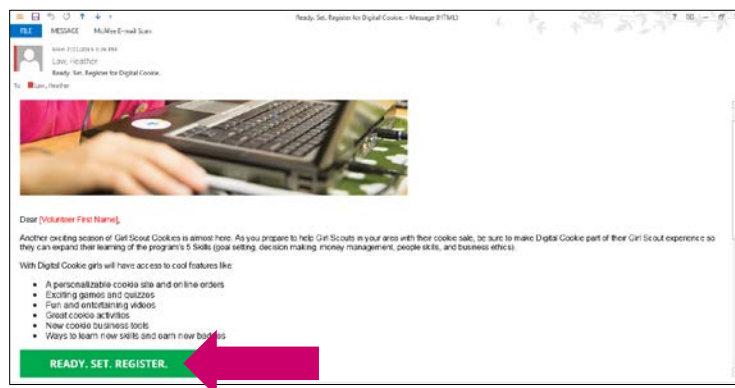 Ready. Set. Register for Digital Cookie. - Message (HTML)
FILE MESSAGE McAfee E-mail Scan
Law, Heather
Ready. Set. Register for Digital Cookie.
To Law, Heather
Dear [Volunteer First Name],
Another exciting season of Girl Scout Cookies is almost here. As you prepare to help Girl Scouts in your area with their cookie sale, be sure to make Digital Cookie part of their Girl Scout experience so
they can expand their learning of the program's 5 Skills (goal setting, decision making, money management, people skills, and business ethics).
With Digital Cookie girls will have access to cool features like:
• A personalizable cookie site and online orders
• Exciting games and quizzes
• Fun and entertaining videos
• Great cookie activities
• New cookie business tools
• Ways to learn new skills and earn new badges
READY. SET. REGISTER.